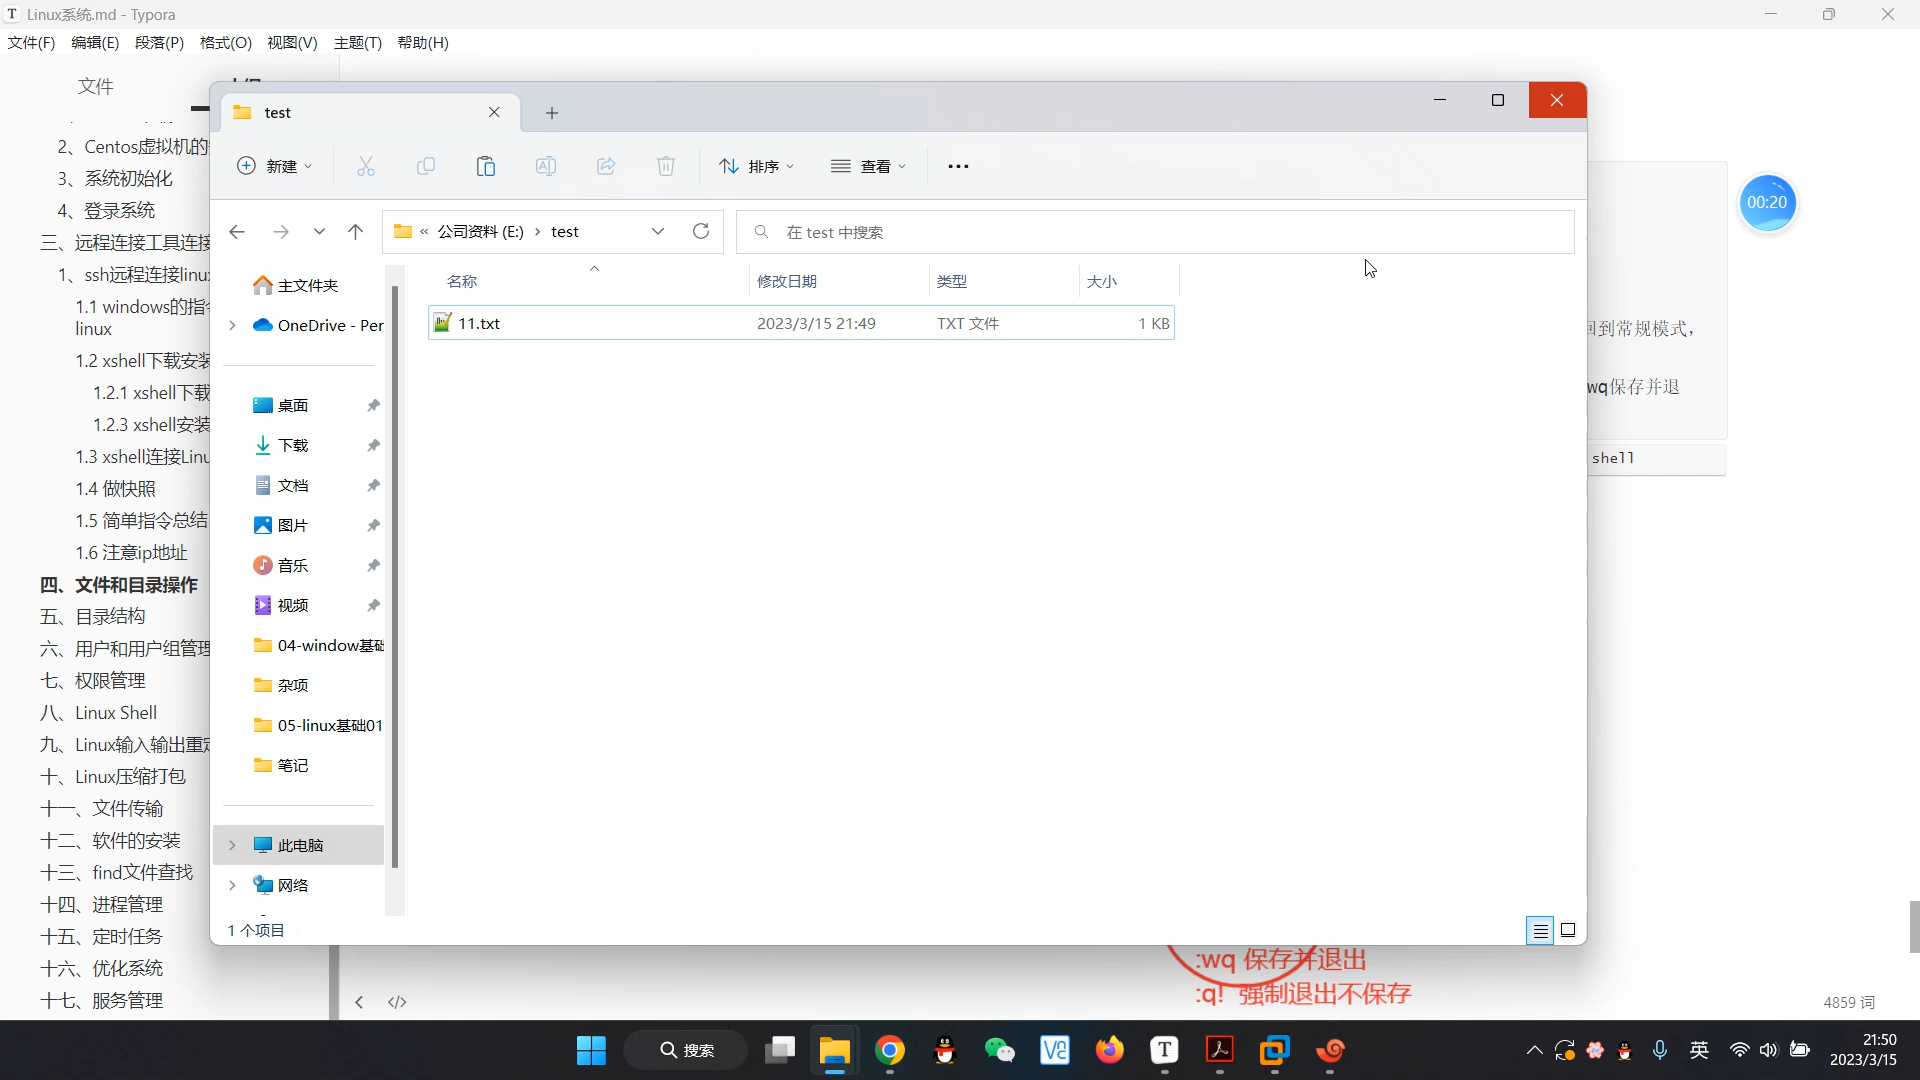 Linux系统.md - Typora
文件(F) 编辑(E) 段落(P) 格式(O) 视图(V) 主题(T) 帮助(H)
文件
2、Centos虚拟机的
3、系统初始化
4、登录系统
三、远程连接工具连接
1、ssh远程连接linu
1.1 windows的指令
linux
1.2 xshell下载安装
1.2.1 xshell下载
1.2.3 xshell安装
1.3 xshell连接Linu
1.4 做快照
1.5 简单指令总结
1.6 注意ip地址
四、文件和目录操作
五、目录结构
六、用户和用户组管理
七、权限管理
八、Linux Shell
九、Linux输入输出重定
十、Linux压缩打包
十一、文件传输
十二、软件的安装
十三、find文件查找
十四、进程管理
十五、定时任务
十六、优化系统
十七、服务管理
test
新建
排序
查看
« 公司资料 (E:) › test
在 test 中搜索
主文件夹
OneDrive - Per
桌面
下载
文档
图片
音乐
视频
04-window基础
杂项
05-linux基础01
笔记
此电脑
网络
名称 修改日期 类型 大小
11.txt 2023/3/15 21:49 TXT 文件 1 KB
1 个项目
00:20
回到常规模式，
wq保存并退
shell
:wq 保存并退出
:q! 强制退出不保存
</> 
4859 词
搜索
英
21:50
2023/3/15